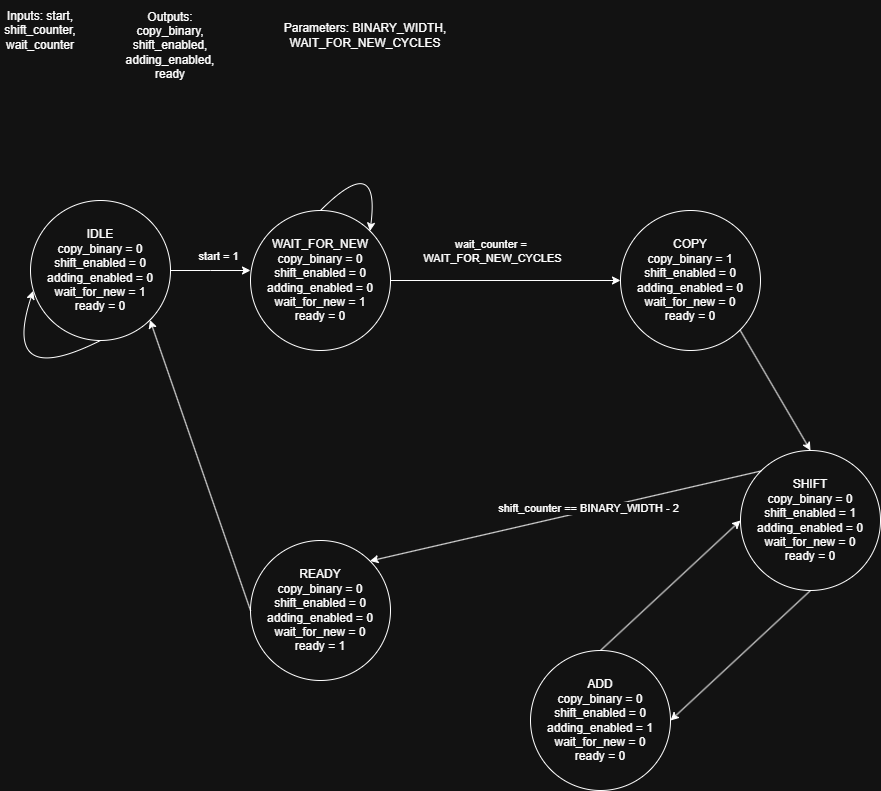 Inputs: start,
shift_counter,
wait_counter
Outputs:
copy_binary,
shift_enabled,
adding_enabled,
ready
Parameters: BINARY_WIDTH,
WAIT_FOR_NEW_CYCLES
IDLE
copy_binary = 0
shift_enabled = 0
adding_enabled = 0
wait_for_new = 1
ready = 0
start = 1
WAIT_FOR_NEW
copy_binary = 0
shift_enabled = 0
adding_enabled = 0
wait_for_new = 1
ready = 0
wait_counter =
WAIT_FOR_NEW_CYCLES
COPY
copy_binary = 1
shift_enabled = 0
adding_enabled = 0
wait_for_new = 0
ready = 0
SHIFT
copy_binary = 0
shift_enabled = 1
adding_enabled = 0
wait_for_new = 0
ready = 0
shift_counter == BINARY_WIDTH - 2
READY
copy_binary = 0
shift_enabled = 0
adding_enabled = 0
wait_for_new = 0
ready = 1
ADD
copy_binary = 0
shift_enabled = 0
adding_enabled = 1
wait_for_new = 0
ready = 0